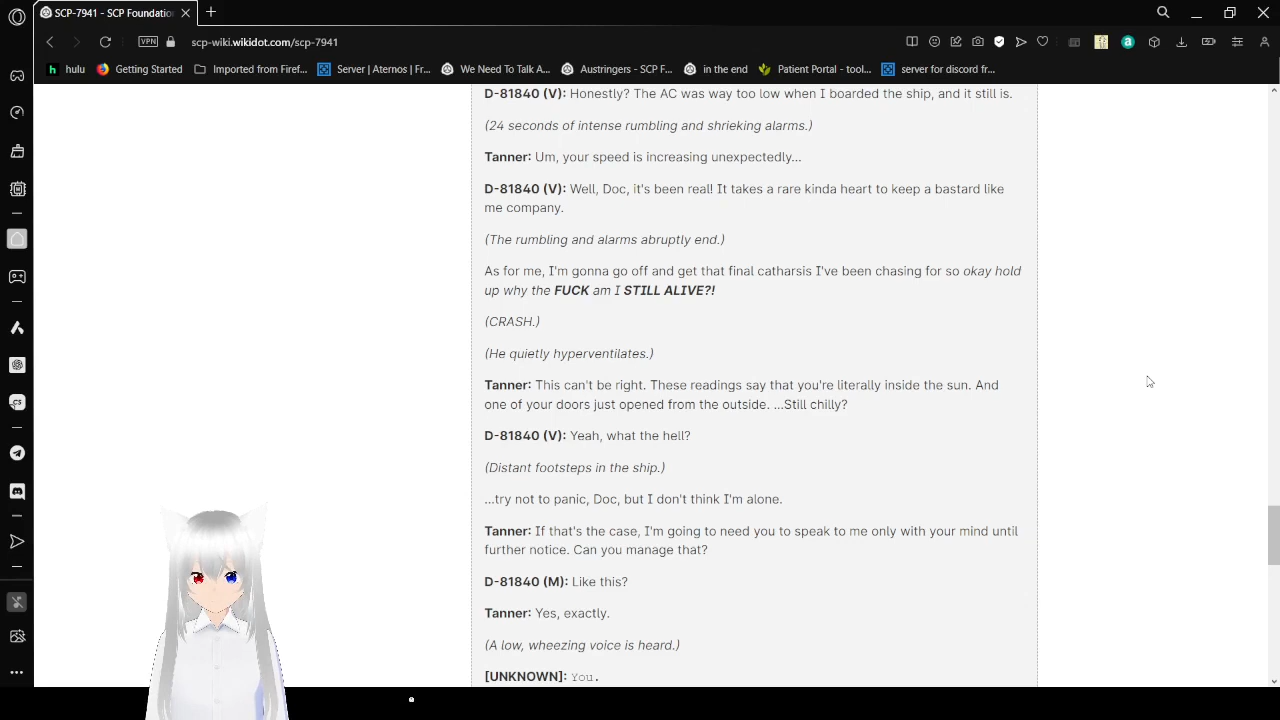 SCP-7941 - SCP Foundation
VPN
scp-wiki.wikidot.com/scp-7941
hulu
Getting Started
Imported from Firef...
Server | Aternos | Fr...
We Need To Talk A...
Austringers - SCP F...
in the end
Patient Portal - tool...
server for discord fr...
D-81840 (V): Honestly? The AC was way too low when I boarded the ship, and it still is.
(24 seconds of intense rumbling and shrieking alarms.)
Tanner: Um, your speed is increasing unexpectedly...
D-81840 (V): Well, Doc, it's been real! It takes a rare kinda heart to keep a bastard like
me company.
(The rumbling and alarms abruptly end.)
As for me, I'm gonna go off and get that final catharsis I've been chasing for so okay hold
up why the FUCK am I STILL ALIVE?!
(CRASH.)
(He quietly hyperventilates.)
Tanner: This can't be right. These readings say that you're literally inside the sun. And
one of your doors just opened from the outside. ...Still chilly?
D-81840 (V): Yeah, what the hell?
(Distant footsteps in the ship.)
...try not to panic, Doc, but I don't think I'm alone.
Tanner: If that's the case, I'm going to need you to speak to me only with your mind until
further notice. Can you manage that?
D-81840 (M): Like this?
Tanner: Yes, exactly.
(A low, wheezing voice is heard.)
[UNKNOWN]: You.